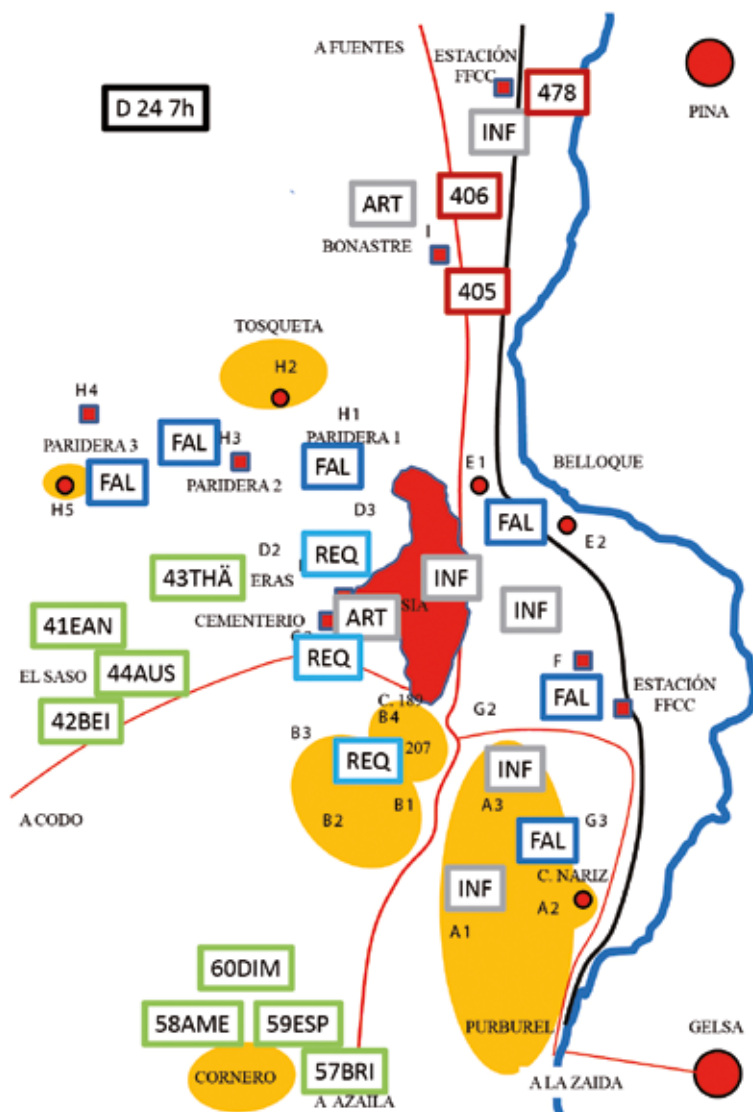 A FUENTES
ESTACIÓN
FFCC
478
D 24 7h
PINA
INF
ART
406
I
BONASTRE
405
TOSQUETA
H2
H4
H1
PARIDERA 3
FAL
H3
PARIDERA 1
FAL
E1
BELLOQUE
FAL
PARIDERA 2
H5
D3
FAL
E2
D2
REQ
43THÄ
ERAS
INF
CEMENTERIO
ART
SIA
INF
41EAN
REQ
EL SASO
44AUS
F
FAL
ESTACIÓN
FFCC
42BEI
C. 189
B4
G2
B3
REQ
207
INF
A CODO
B2
B1
A3
FAL
G3
C. NARIZ
INF
A2
A1
60DIM
58AME
59ESP
PURBUREL
GELSA
CORNERO
57BRI
A LA ZAIDA
A AZAILA